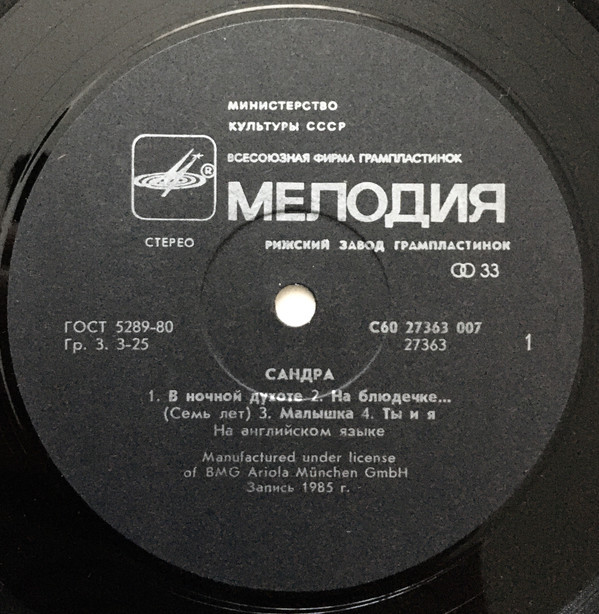 МИНИСТЕРСТВО
КУЛЬТУРЫ СССР
ВСЕСОЮЗНАЯ ФИРМА ГРАМПЛАСТИНОК
®
МЕЛОДИЯ
СТЕРЕО
РИЖСКИЙ ЗАВОД ГРАМПЛАСТИНОК
33
ГОСТ 5289-80
С60 27363 007
Гр. 3. 3-25
27363
1
САНДРА
1. В ночной духоте 2. На блюдечке...
(Семь лет) 3. Малышка 4. Ты и я
На английском языке
Manufactured under license
of BMG Ariola München GmbH
Запись 1985 г.